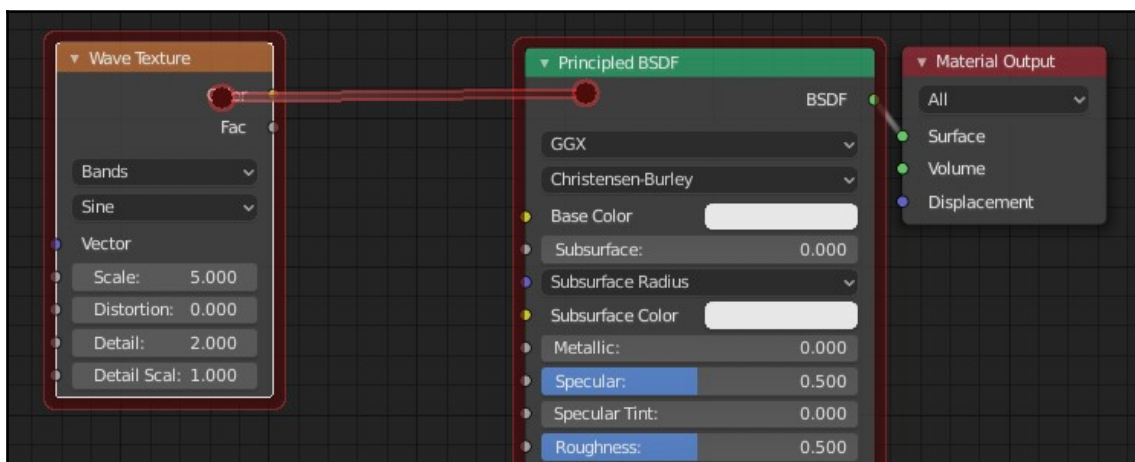 Wave Texture
Color
Fac
Bands
Sine
Vector
Scale: 5.000
Distortion: 0.000
Detail: 2.000
Detail Scal: 1.000
Principled BSDF
BSDF
GGX
Christensen-Burley
Base Color
Subsurface: 0.000
Subsurface Radius
Subsurface Color
Metallic: 0.000
Specular: 0.500
Specular Tint: 0.000
Roughness: 0.500
Material Output
All
Surface
Volume
Displacement